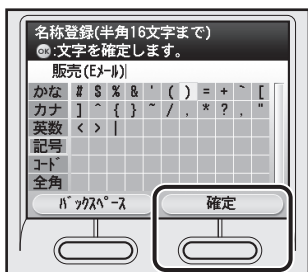 名称登録(半角16文字まで)
OK:文字を確定します。
販売(Eﾒｰﾙ)
かな # $ % & ' ( ) = + ` [
カナ ] ^ { } ~ / , * ? , "
英数 < > |
記号
ｺｰﾄﾞ
全角
ﾊﾞｯｸｽﾍﾟｰｽ 確定